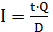 I = t·Q / D